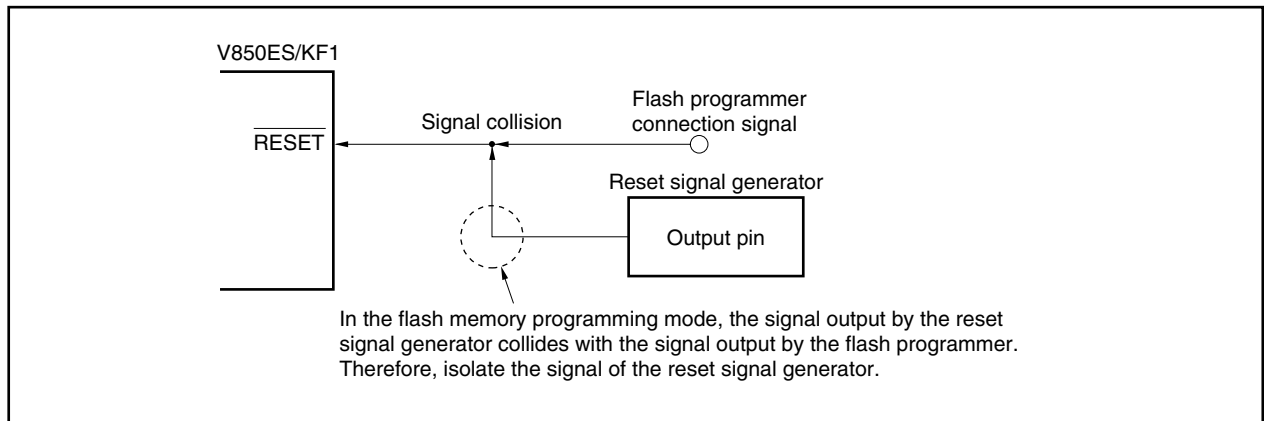 V850ES/KF1
Flash programmer
connection signal
Signal collision
RESET
Reset signal generator
Output pin
In the flash memory programming mode, the signal output by the reset
signal generator collides with the signal output by the flash programmer.
Therefore, isolate the signal of the reset signal generator.